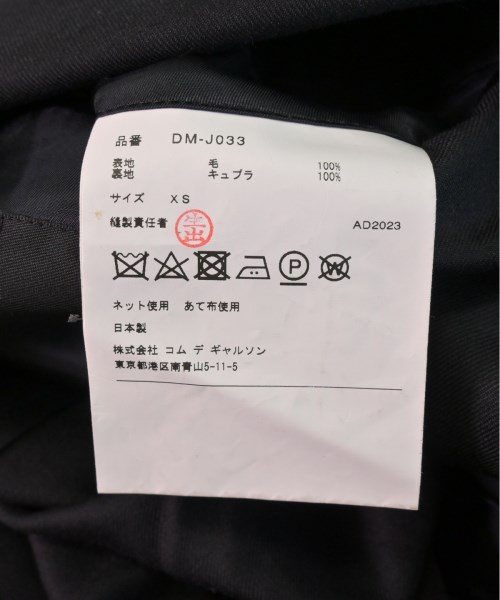 品番 DM-J033
表地 毛 100%
裏地 キュプラ 100%
サイズ XS
縫製責任者 生出
AD2023
P W
ネット使用 あて布使用
日本製
株式会社 コム デ ギャルソン
東京都港区南青山5-11-5